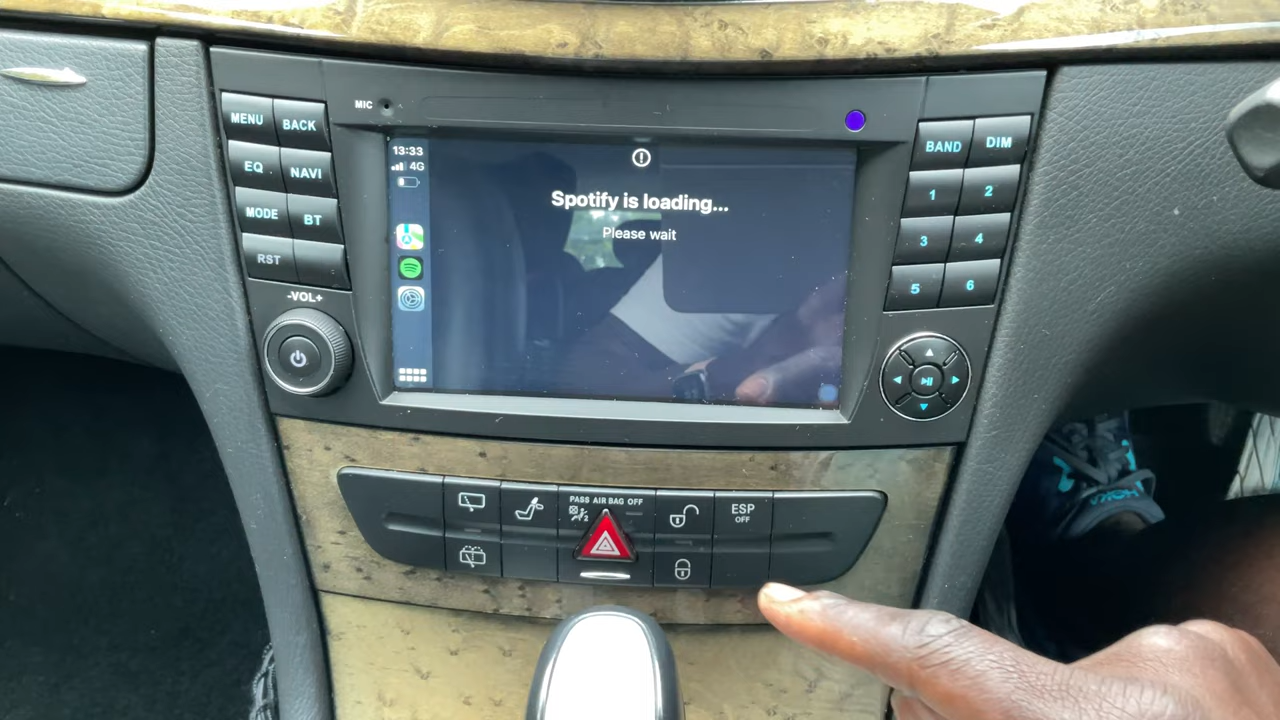 MIC
MENU
BACK
EQ
NAVI
MODE
BT
RST
-VOL+
13:33
4G
Spotify is loading...
Please wait
BAND
DIM
1
2
3
4
5
6
PASS AIR BAG OFF
ESP
OFF